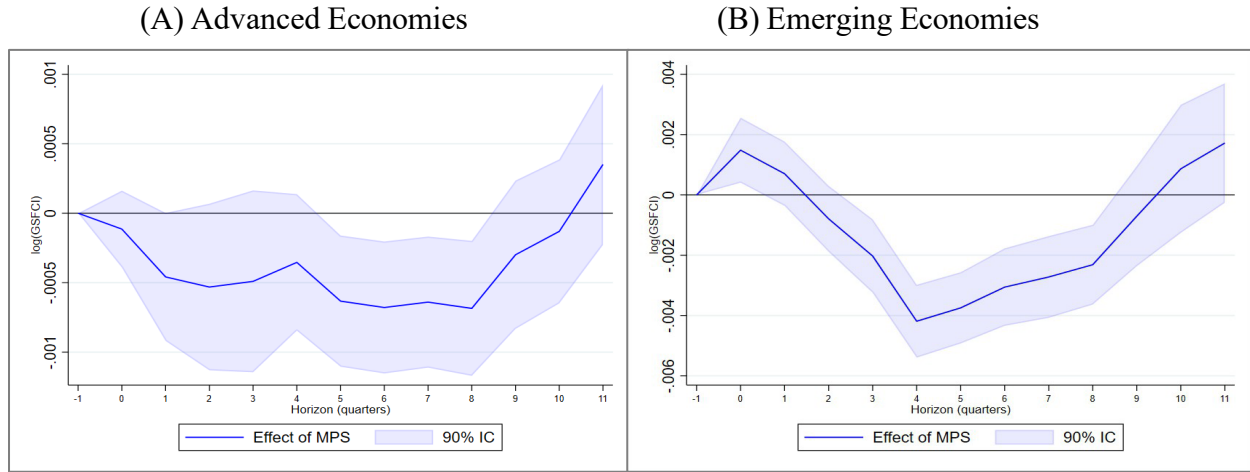 (A) Advanced Economies
(B) Emerging Economies
.001
.0005
0
-.0005
-.001
log(GSFCI)
-1 0 1 2 3 4 5 6 7 8 9 10 11
Horizon (quarters)
Effect of MPS
90% IC
.004
.002
0
-.002
-.004
-.006
log(GSFCI)
-1 0 1 2 3 4 5 6 7 8 9 10 11
Horizon (quarters)
Effect of MPS
90% IC